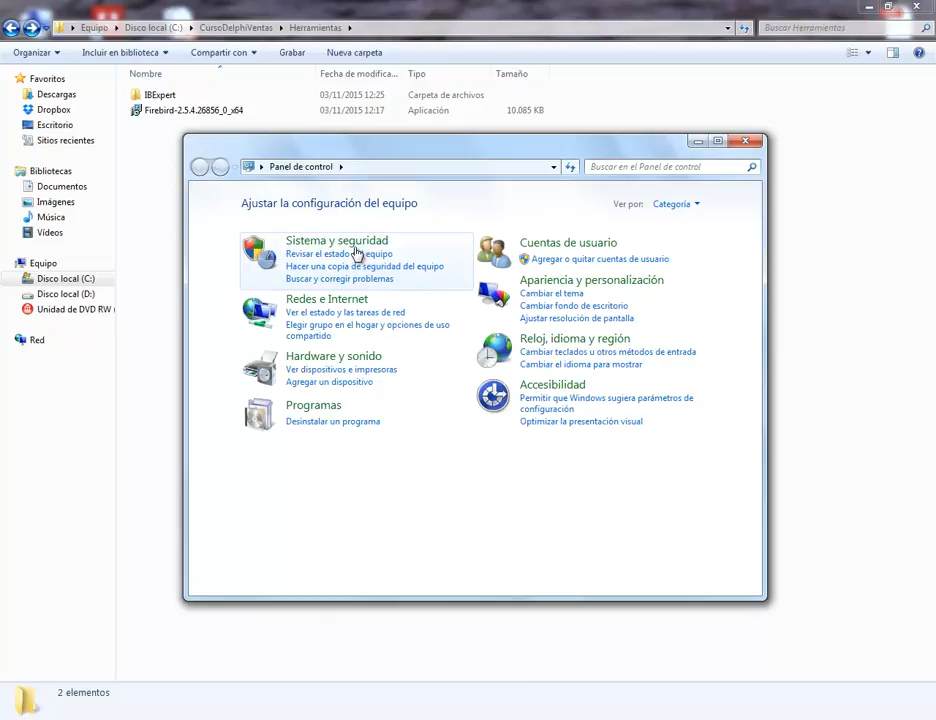 Equipo ▸ Disco local (C:) ▸ CursoDelphiVentas ▸ Herramientas ▸
Buscar Herramientas
Organizar
Incluir en biblioteca
Compartir con
Grabar
Nueva carpeta
Favoritos
Descargas
Dropbox
Escritorio
Sitios recientes
Bibliotecas
Documentos
Imágenes
Música
Vídeos
Equipo
Disco local (C:)
Disco local (D:)
Unidad de DVD RW
Red
Nombre
Fecha de modifica...
Tipo
Tamaño
IBExpert
03/11/2015 12:25
Carpeta de archivos
Firebird-2.5.4.26856_0_x64
03/11/2015 12:17
Aplicación
10.085 KB
Panel de control ▸
Buscar en el Panel de control
Ajustar la configuración del equipo
Ver por:
Categoría
Sistema y seguridad
Revisar el estado equipo
Hacer una copia de seguridad del equipo
Buscar y corregir problemas
Redes e Internet
Ver el estado y las tareas de red
Elegir grupo en el hogar y opciones de uso
compartido
Hardware y sonido
Ver dispositivos e impresoras
Agregar un dispositivo
Programas
Desinstalar un programa
Cuentas de usuario
Agregar o quitar cuentas de usuario
Apariencia y personalización
Cambiar el tema
Cambiar fondo de escritorio
Ajustar resolución de pantalla
Reloj, idioma y región
Cambiar teclados u otros métodos de entrada
Cambiar el idioma para mostrar
Accesibilidad
Permitir que Windows sugiera parámetros de
configuración
Optimizar la presentación visual
2 elementos